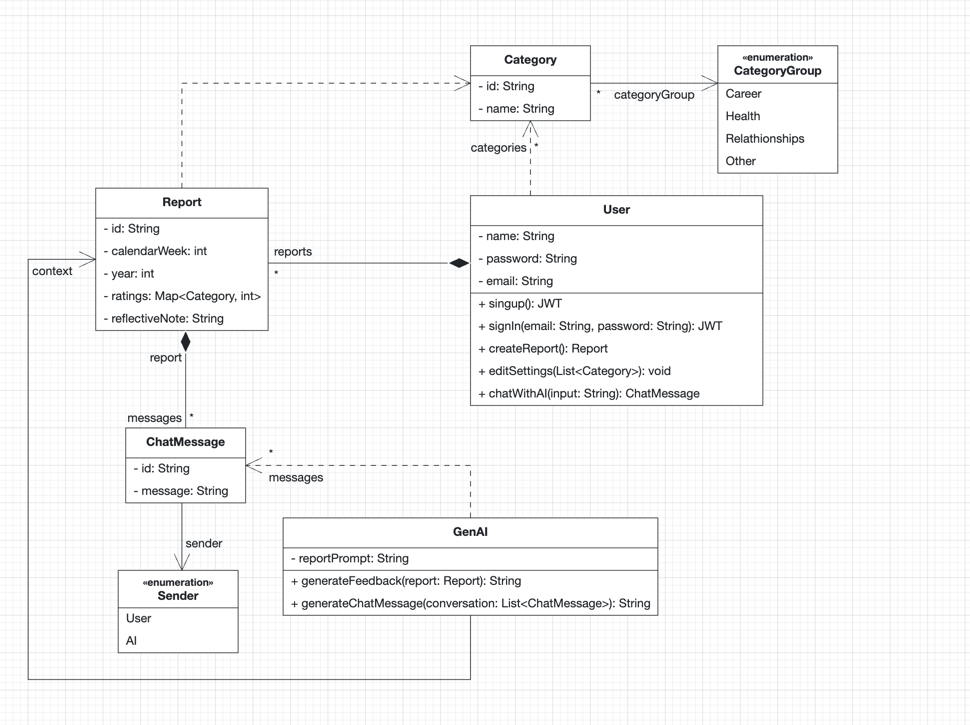 Category
- id: String
- name: String
* categoryGroup
«enumeration»
CategoryGroup
Career
Health
Relathionships
Other
categories *
Report
- id: String
- calendarWeek: int
- year: int
- ratings: Map<Category, int>
- reflectiveNote: String
context
reports
*
User
- name: String
- password: String
- email: String
+ singup(): JWT
+ signIn(email: String, password: String): JWT
+ createReport(): Report
+ editSettings(List<Category>): void
+ chatWithAI(input: String): ChatMessage
report
messages *
ChatMessage
- id: String
- message: String
*
messages
sender
«enumeration»
Sender
User
AI
GenAI
- reportPrompt: String
+ generateFeedback(report: Report): String
+ generateChatMessage(conversation: List<ChatMessage>): String